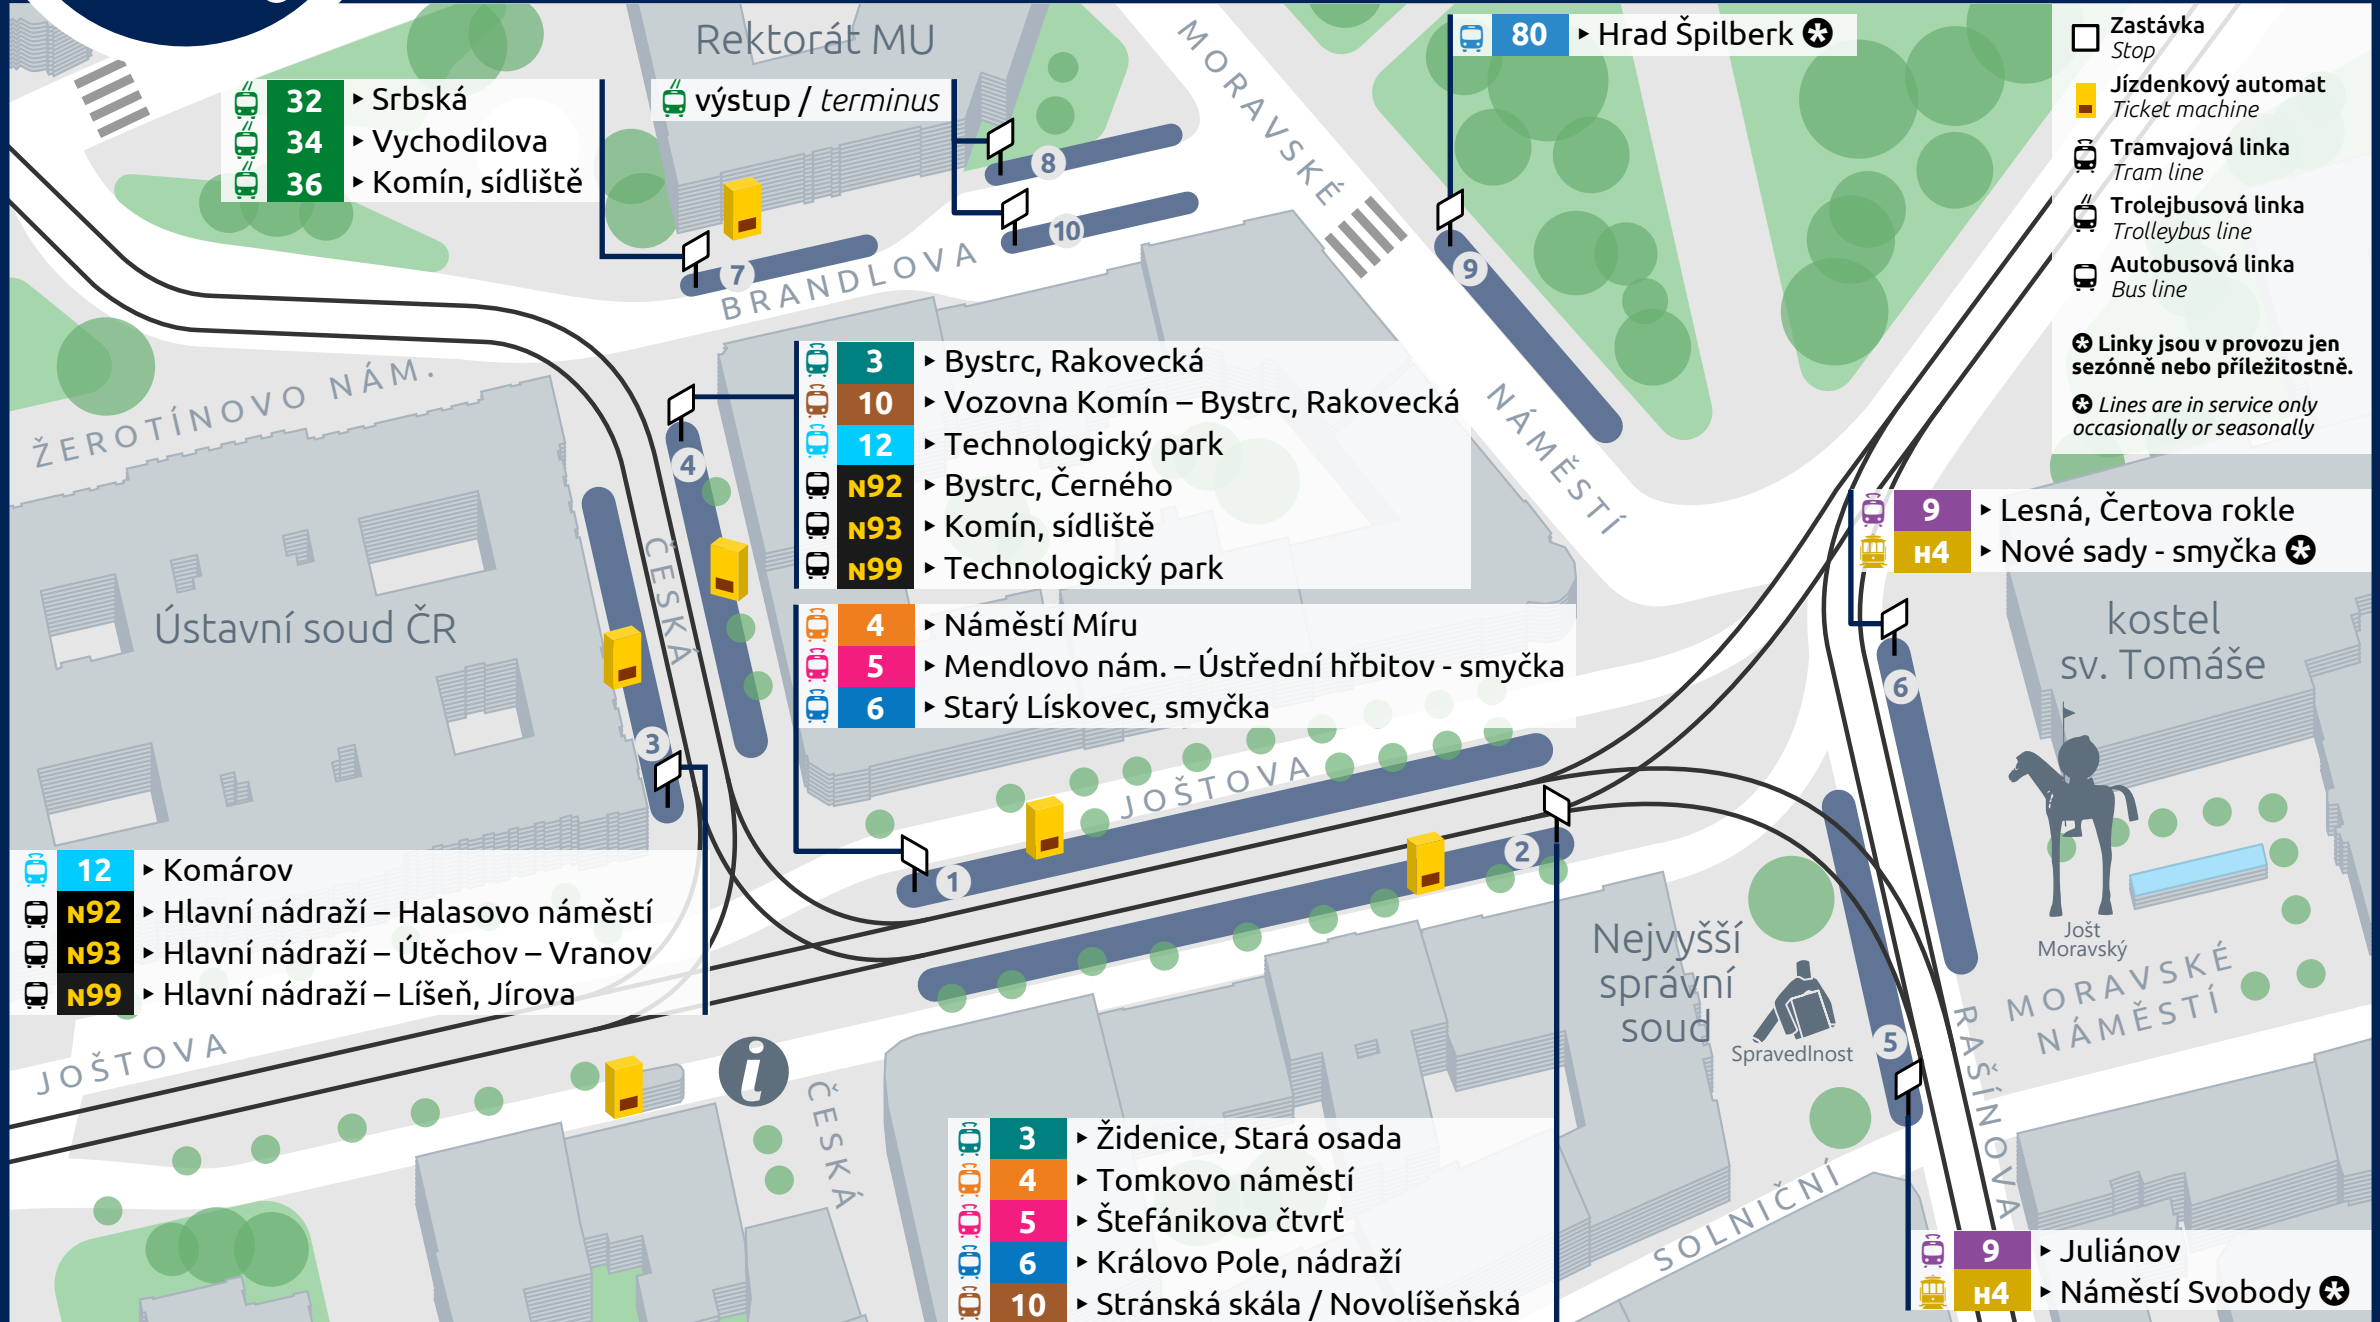 Rektorát MU
32 ▸ Srbská
34 ▸ Vychodilova
36 ▸ Komín, sídliště
výstup / terminus
80 ▸ Hrad Špilberk
Zastávka
Stop
Jízdenkový automat
Ticket machine
Tramvajová linka
Tram line
Trolejbusová linka
Trolleybus line
Autobusová linka
Bus line
Linky jsou v provozu jen
sezónně nebo příležitostně.
Lines are in service only
occasionally or seasonally
MORAVSKÉ
NÁMĚSTÍ
8
10
7
9
BRANDLOVA
ŽEROTÍNOVO NÁM.
3 ▸ Bystrc, Rakovecká
10 ▸ Vozovna Komín – Bystrc, Rakovecká
12 ▸ Technologický park
N92 ▸ Bystrc, Černého
N93 ▸ Komín, sídliště
N99 ▸ Technologický park
4
ČESKÁ
9 ▸ Lesná, Čertova rokle
H4 ▸ Nové sady - smyčka
4 ▸ Náměstí Míru
5 ▸ Mendlovo nám. – Ústřední hřbitov - smyčka
6 ▸ Starý Lískovec, smyčka
Ústavní soud ČR
kostel
sv. Tomáše
6
3
JOŠTOVA
1
2
12 ▸ Komárov
N92 ▸ Hlavní nádraží – Halasovo náměstí
N93 ▸ Hlavní nádraží – Útěchov – Vranov
N99 ▸ Hlavní nádraží – Líšeň, Jírova
Nejvyšší
správní
soud
Jošt
Moravský
MORAVSKÉ
NÁMĚSTÍ
Spravedlnost
5
RAŠÍNOVA
JOŠTOVA
i
ČESKÁ
3 ▸ Židenice, Stará osada
4 ▸ Tomkovo náměstí
5 ▸ Štefánikova čtvrť
6 ▸ Královo Pole, nádraží
10 ▸ Stránská skála / Novolíšeňská
SOLNIČNÍ
9 ▸ Juliánov
H4 ▸ Náměstí Svobody